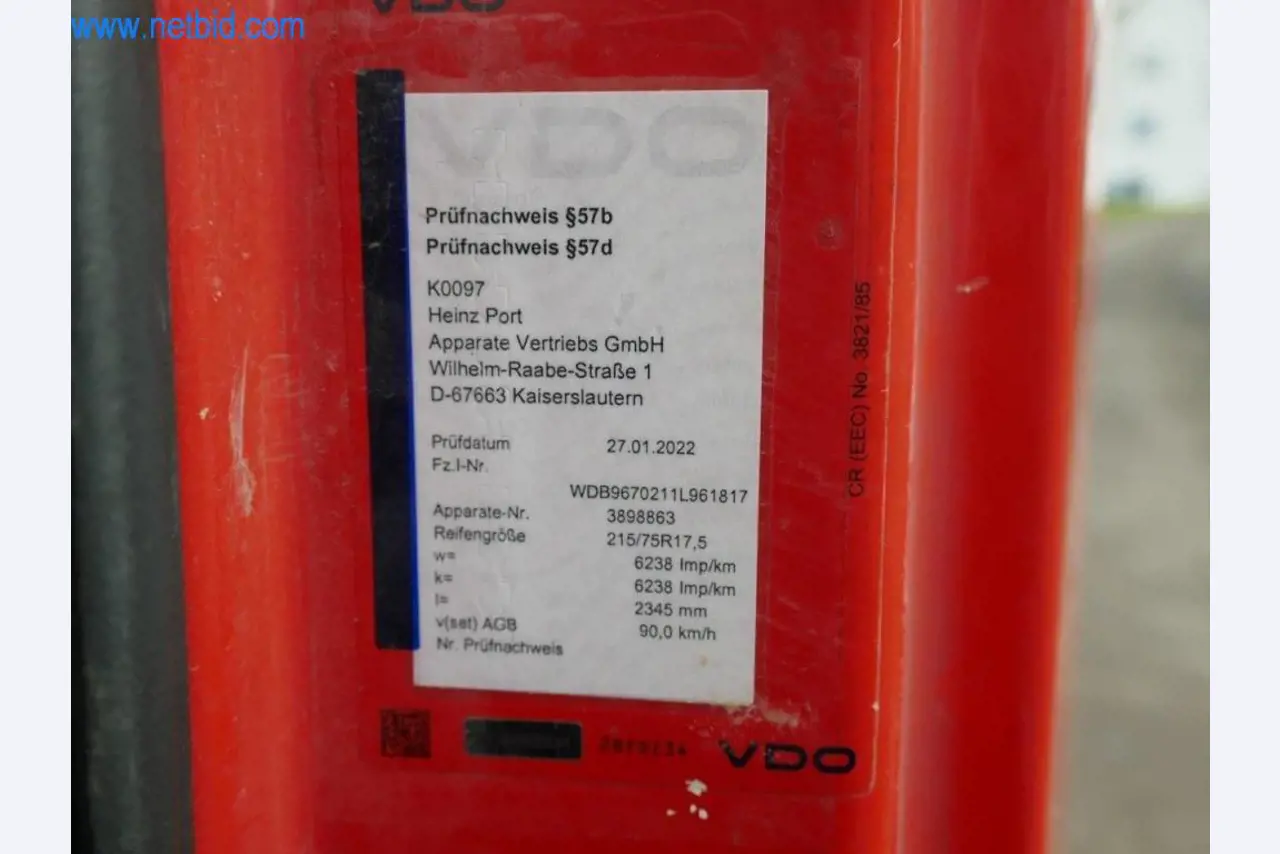 www.netbid.com
VDO
VDO
Prüfnachweis §57b
Prüfnachweis §57d
K0097
Heinz Port
Apparate Vertriebs GmbH
Wilhelm-Raabe-Straße 1
D-67663 Kaiserslautern
Prüfdatum 27.01.2022
Fz.I-Nr.
WDB9670211L961817
Apparate-Nr. 3898863
Reifengröße 215/75R17,5
w= 6238 Imp/km
k= 6238 Imp/km
l= 2345 mm
v(set) AGB 90,0 km/h
Nr. Prüfnachweis
CR (EEC) No 3821/85
VDO